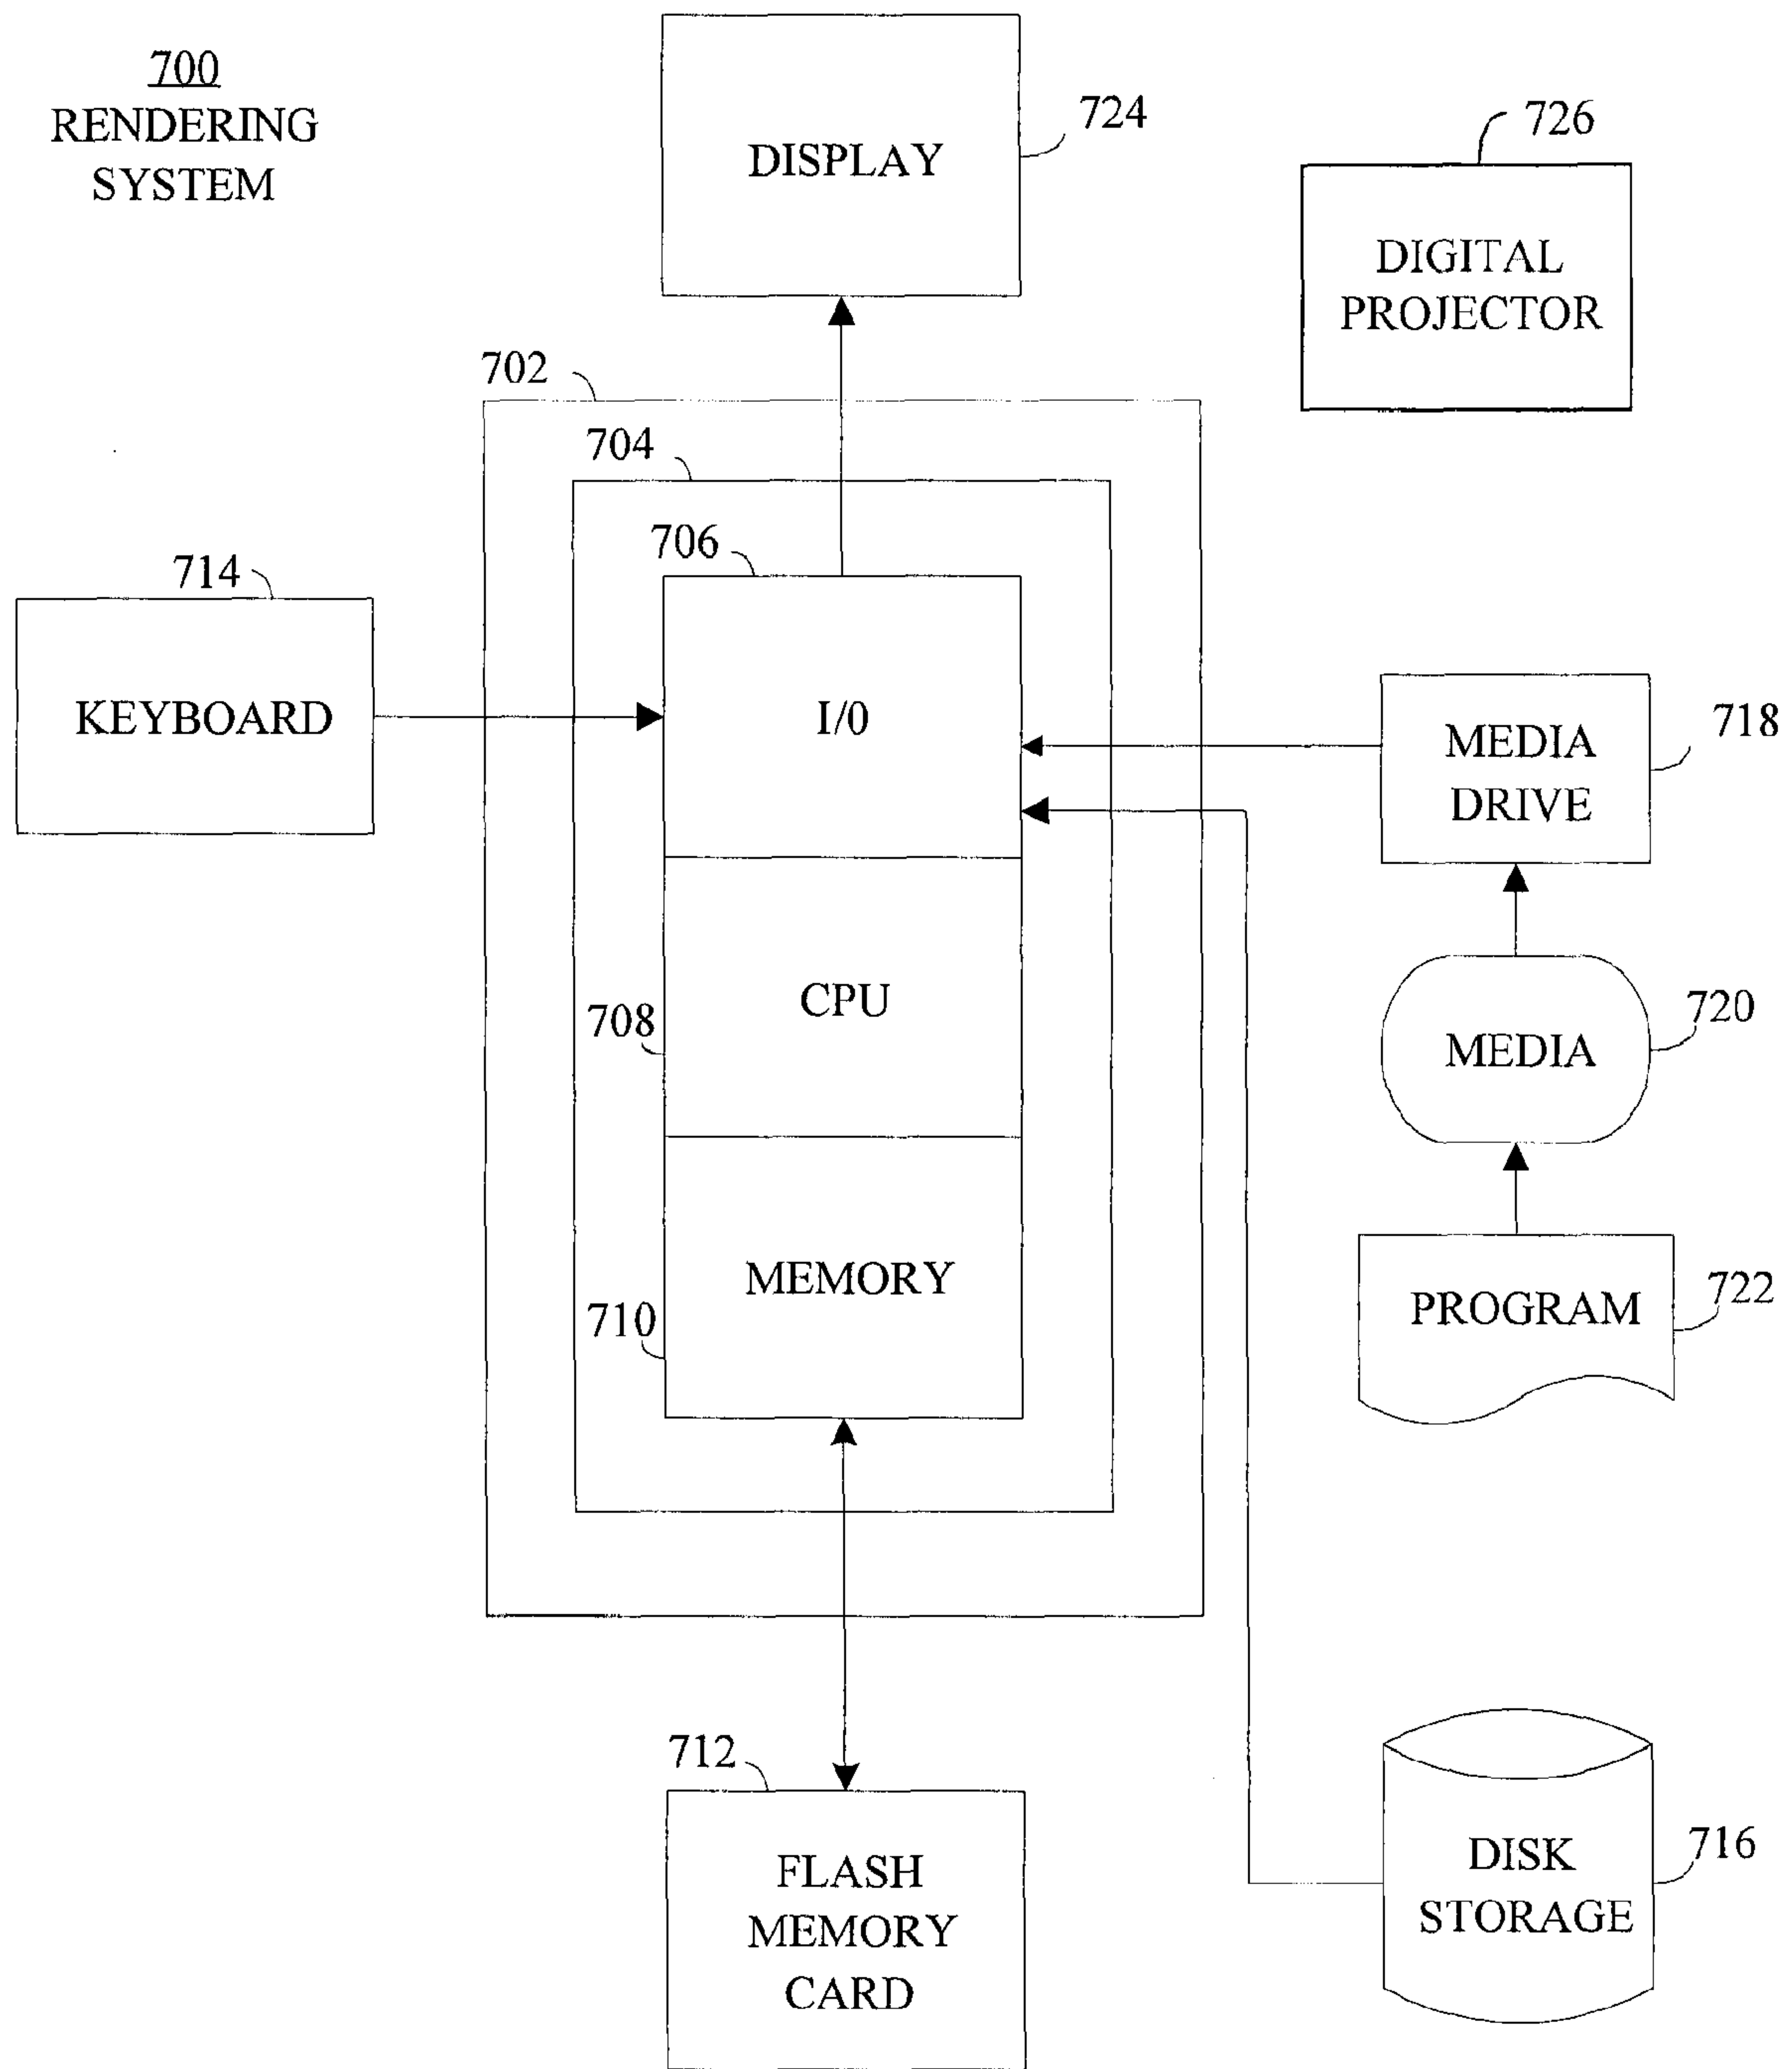 700
RENDERING
SYSTEM
DISPLAY
724
726
DIGITAL
PROJECTOR
702
704
706
714
KEYBOARD
I/0
718
MEDIA
DRIVE
708
CPU
720
MEDIA
710
MEMORY
722
PROGRAM
712
FLASH
MEMORY
CARD
716
DISK
STORAGE